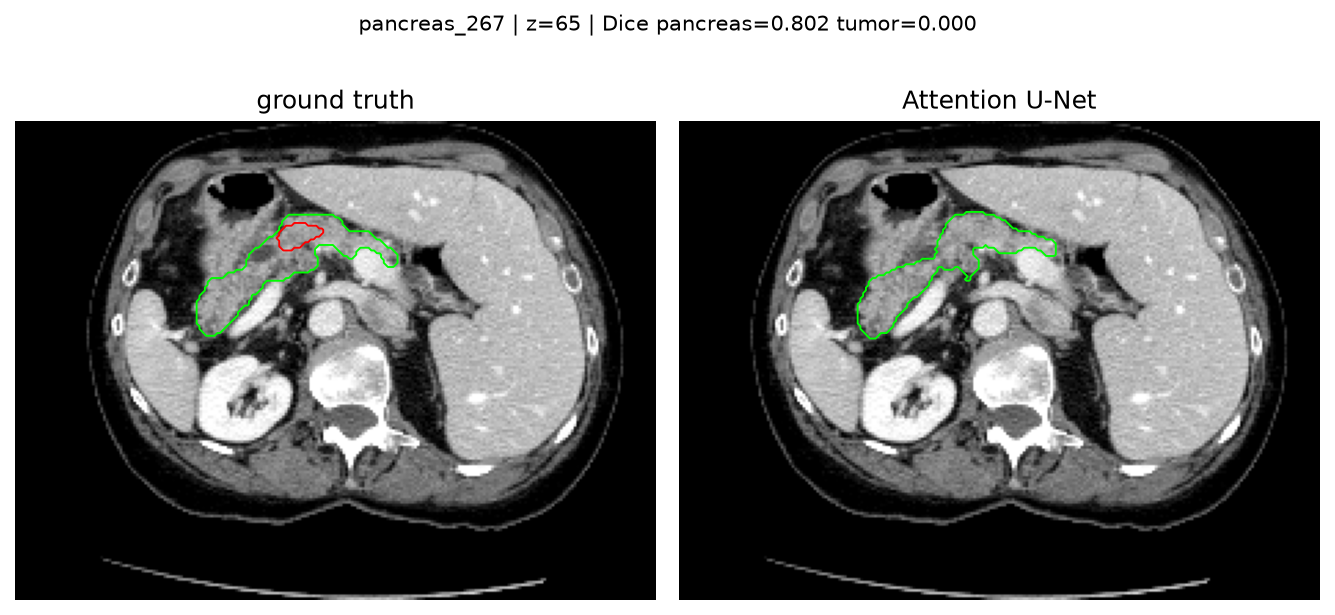 pancreas_267 | z=65 | Dice pancreas=0.802 tumor=0.000
ground truth
Attention U-Net